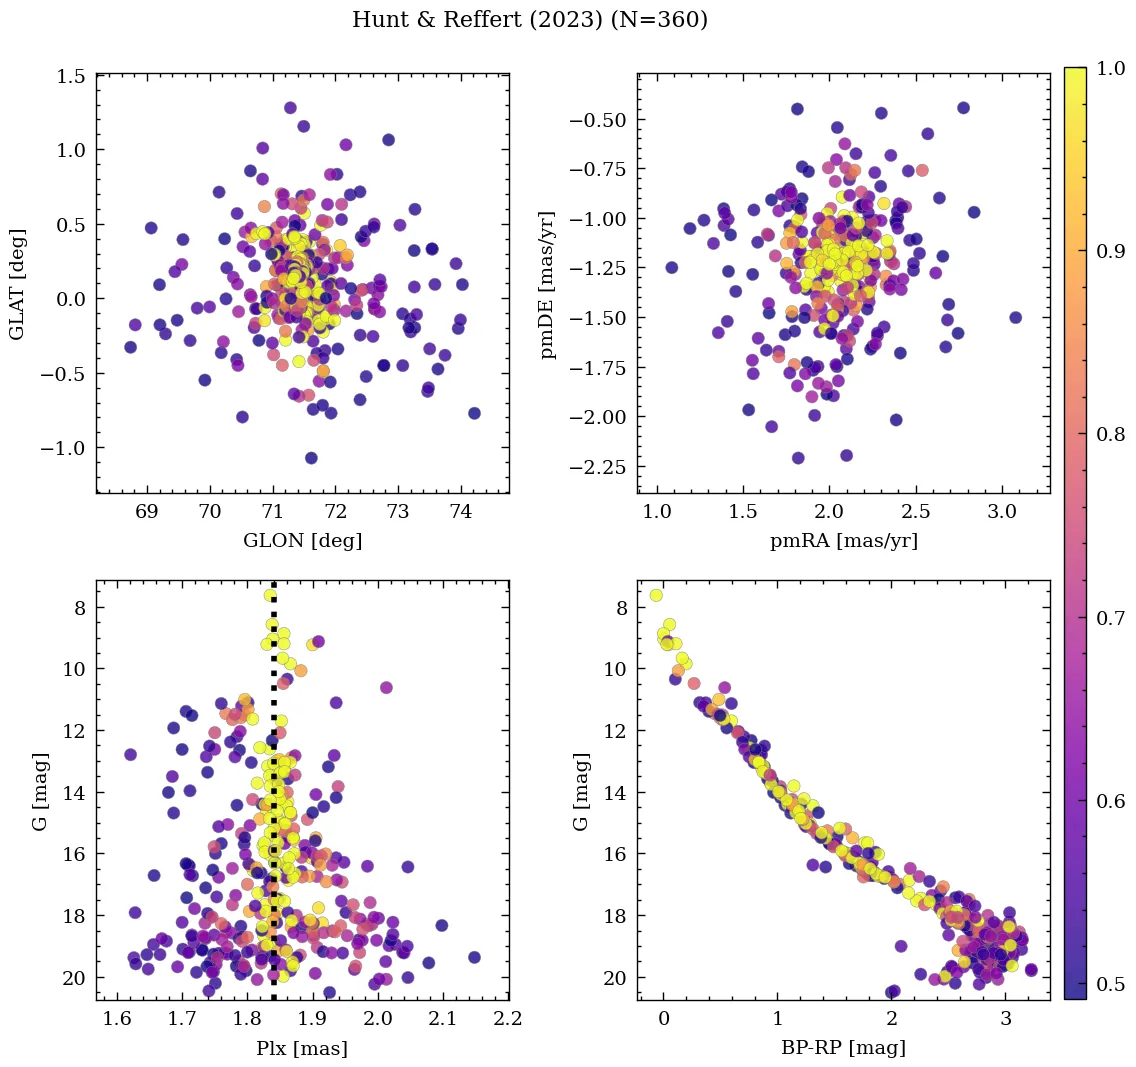 Hunt & Reffert (2023) (N=360)
1.5
1.0
0.5
0.0
−0.5
−1.0
GLAT [deg]
69 70 71 72 73 74
GLON [deg]
−0.50
−0.75
−1.00
−1.25
−1.50
−1.75
−2.00
−2.25
pmDE [mas/yr]
1.0 1.5 2.0 2.5 3.0
pmRA [mas/yr]
1.0
0.9
0.8
0.7
0.6
0.5
8
10
12
14
16
18
20
G [mag]
1.6 1.7 1.8 1.9 2.0 2.1 2.2
Plx [mas]
8
10
12
14
16
18
20
G [mag]
0 1 2 3
BP-RP [mag]